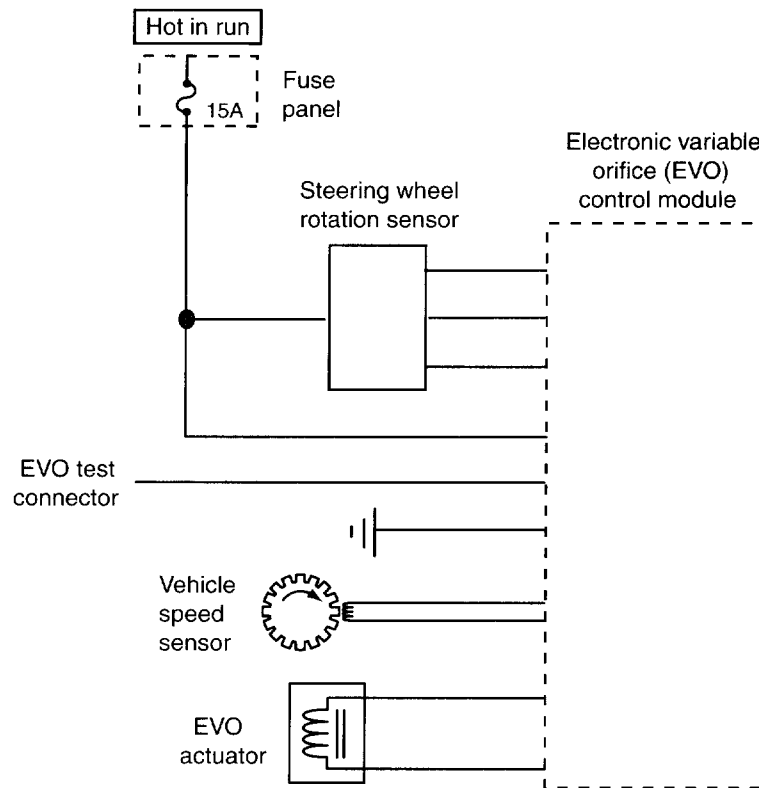 Hot in run
Fuse
panel
15A
Electronic variable
orifice (EVO)
control module
Steering wheel
rotation sensor
EVO test
connector
Vehicle
speed
sensor
EVO
actuator